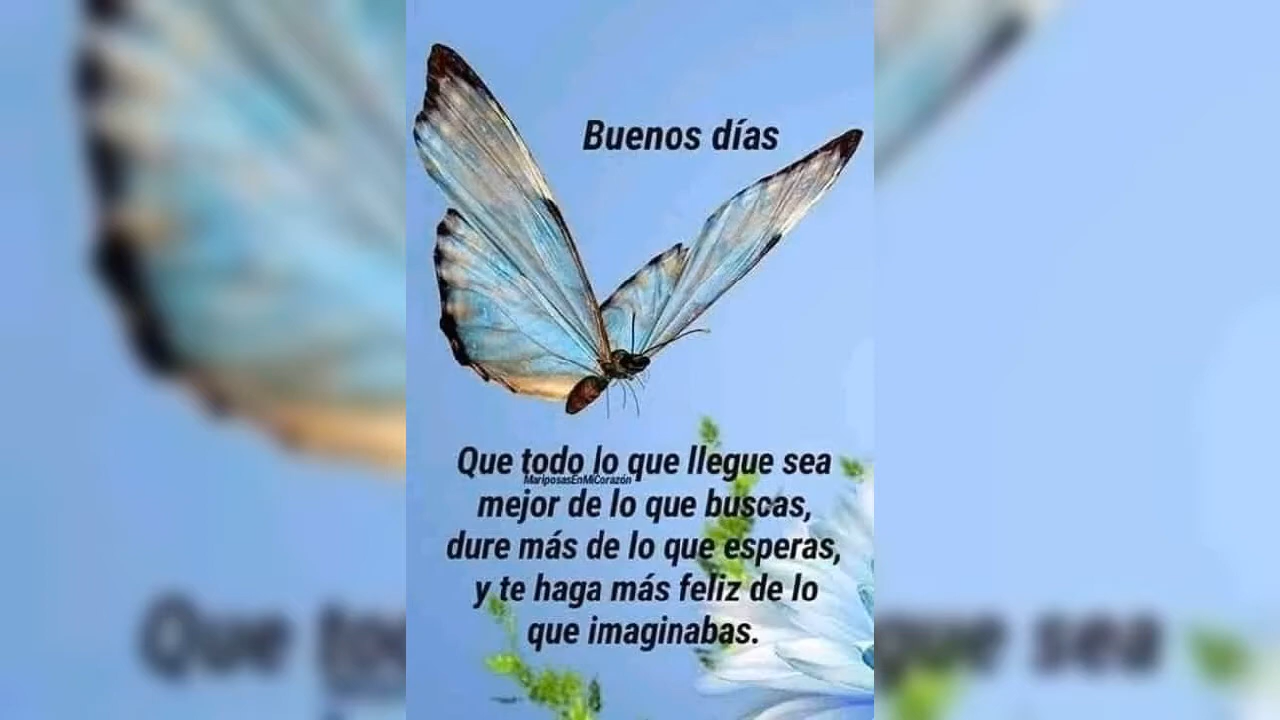 Buenos días
Que todo lo que llegue sea
MariposasEnMiCorazón
mejor de lo que buscas,
dure más de lo que esperas,
y te haga más feliz de lo
que imaginabas.